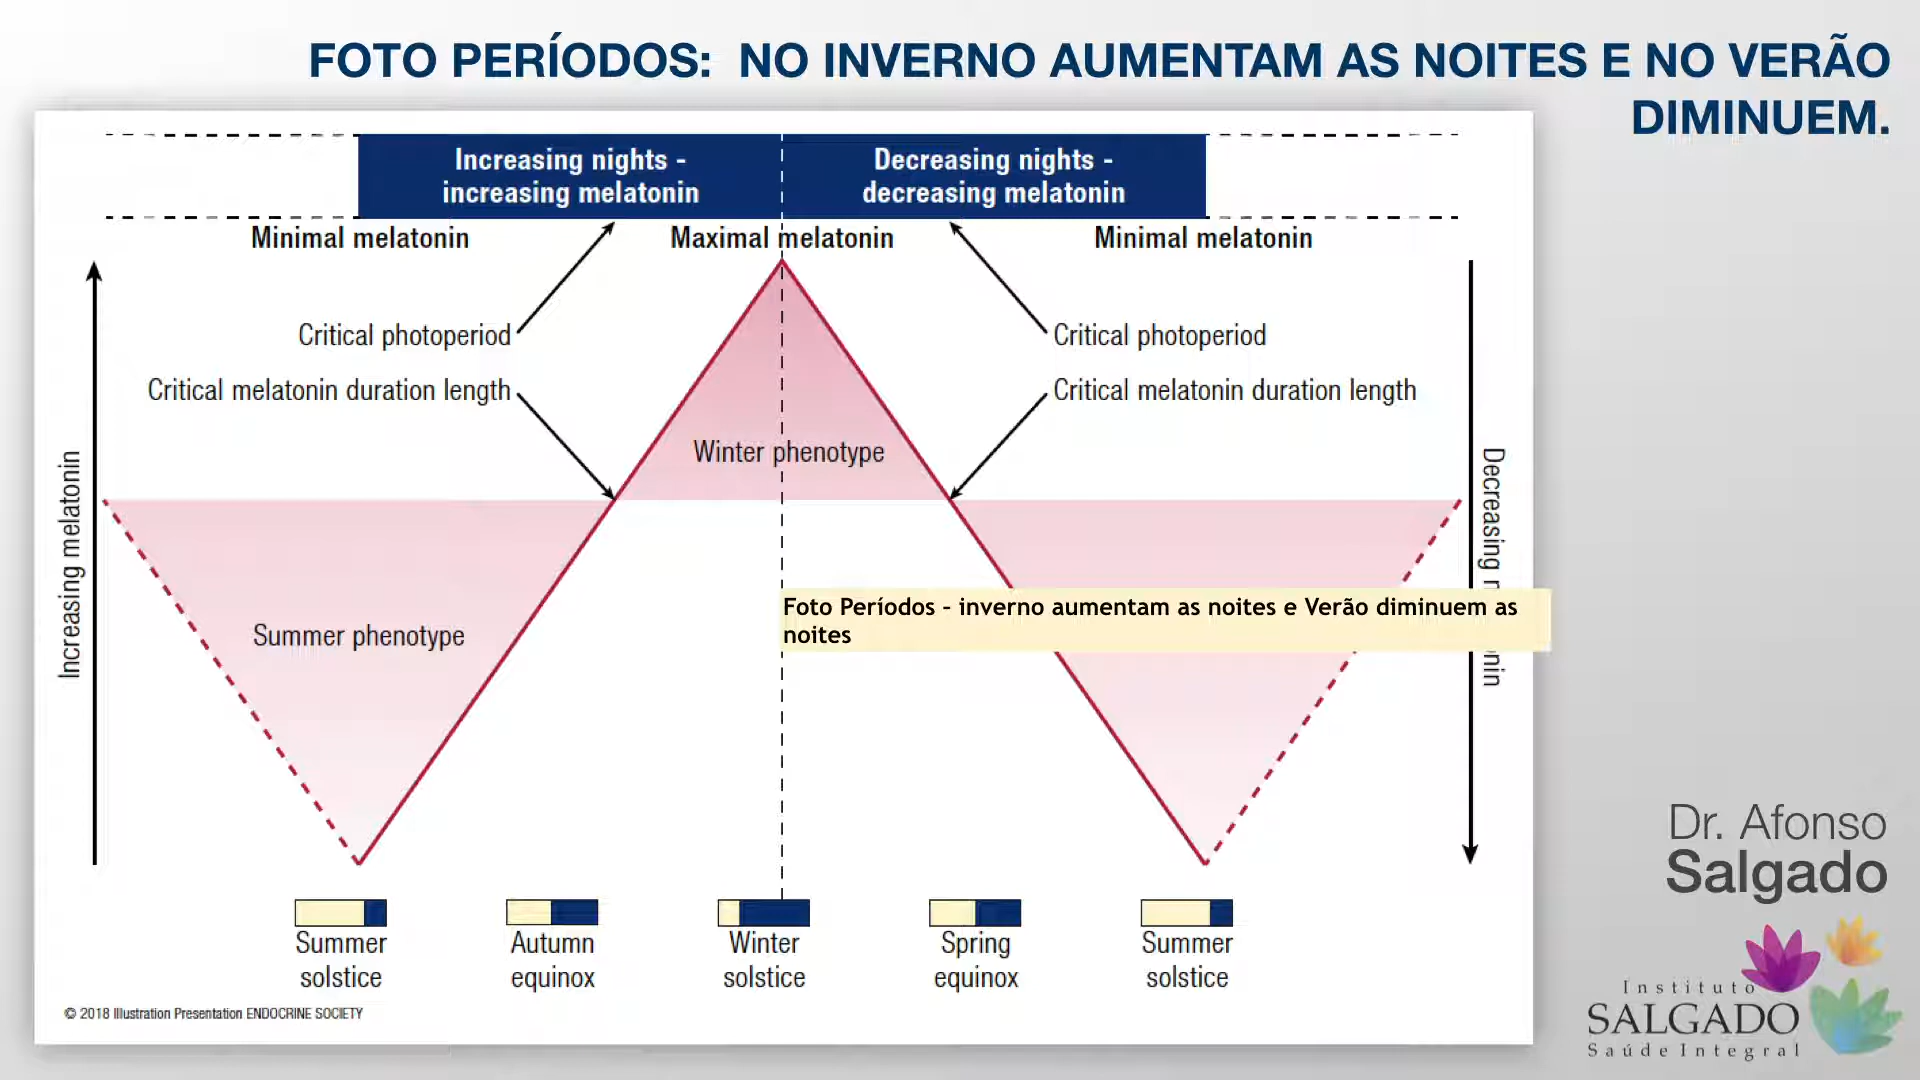 FOTO PERÍODOS: NO INVERNO AUMENTAM AS NOITES E NO VERÃO
DIMINUEM.
Increasing nights -
increasing melatonin
Decreasing nights -
decreasing melatonin
Minimal melatonin
Maximal melatonin
Minimal melatonin
Critical photoperiod
Critical photoperiod
Critical melatonin duration length
Critical melatonin duration length
Winter phenotype
Increasing melatonin
Summer phenotype
Decreasing
Foto Períodos - inverno aumentam as noites e Verão diminuem as
noites
Summer
solstice
Autumn
equinox
Winter
solstice
Spring
equinox
Summer
solstice
© 2018 Illustration Presentation ENDOCRINE SOCIETY
Dr. Afonso
Salgado
Instituto
SALGADO
Saúde Integral